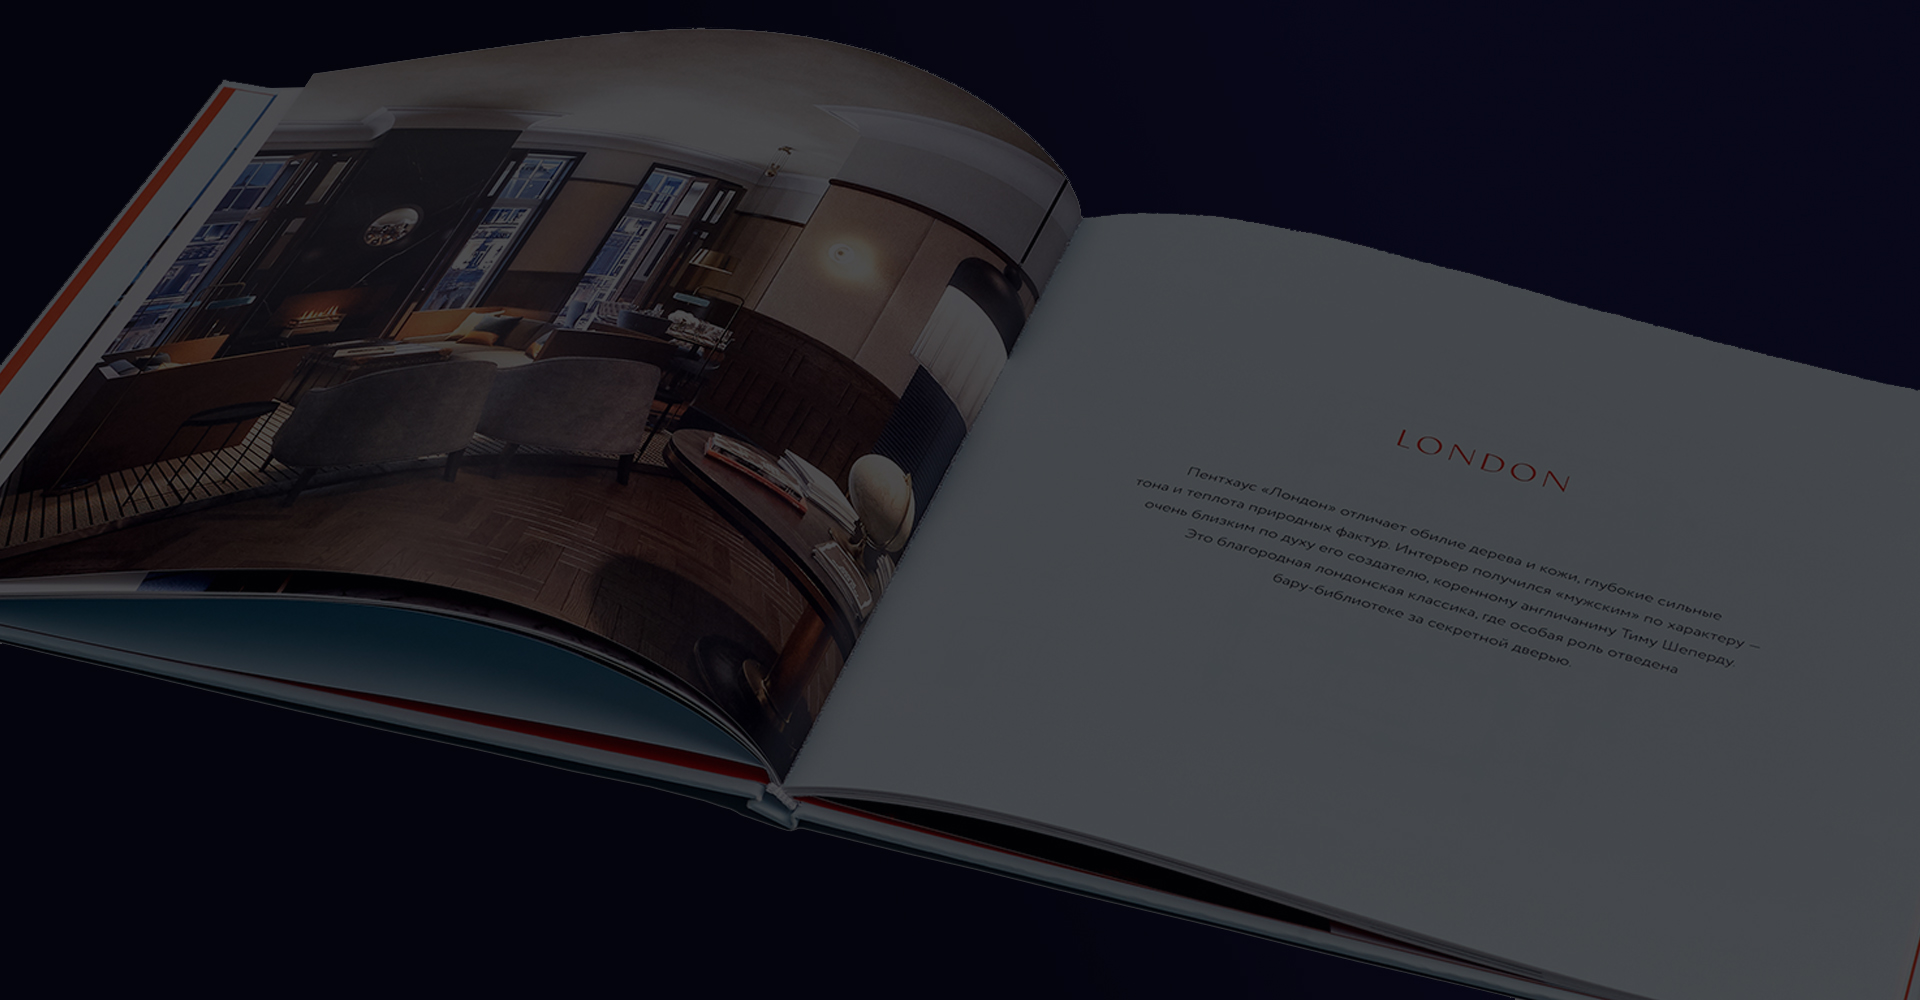 LONDON
Пентхаус «Лондон» отличает обилие дерева и кожи, глубокие сильные
тона и теплота природных фактур. Интерьер получился «мужским» по характеру –
очень близким по духу его создателю, коренному англичанину Тиму Шеперду.
Это благородная лондонская классика, где особая роль отведена
бару-библиотеке за секретной дверью.